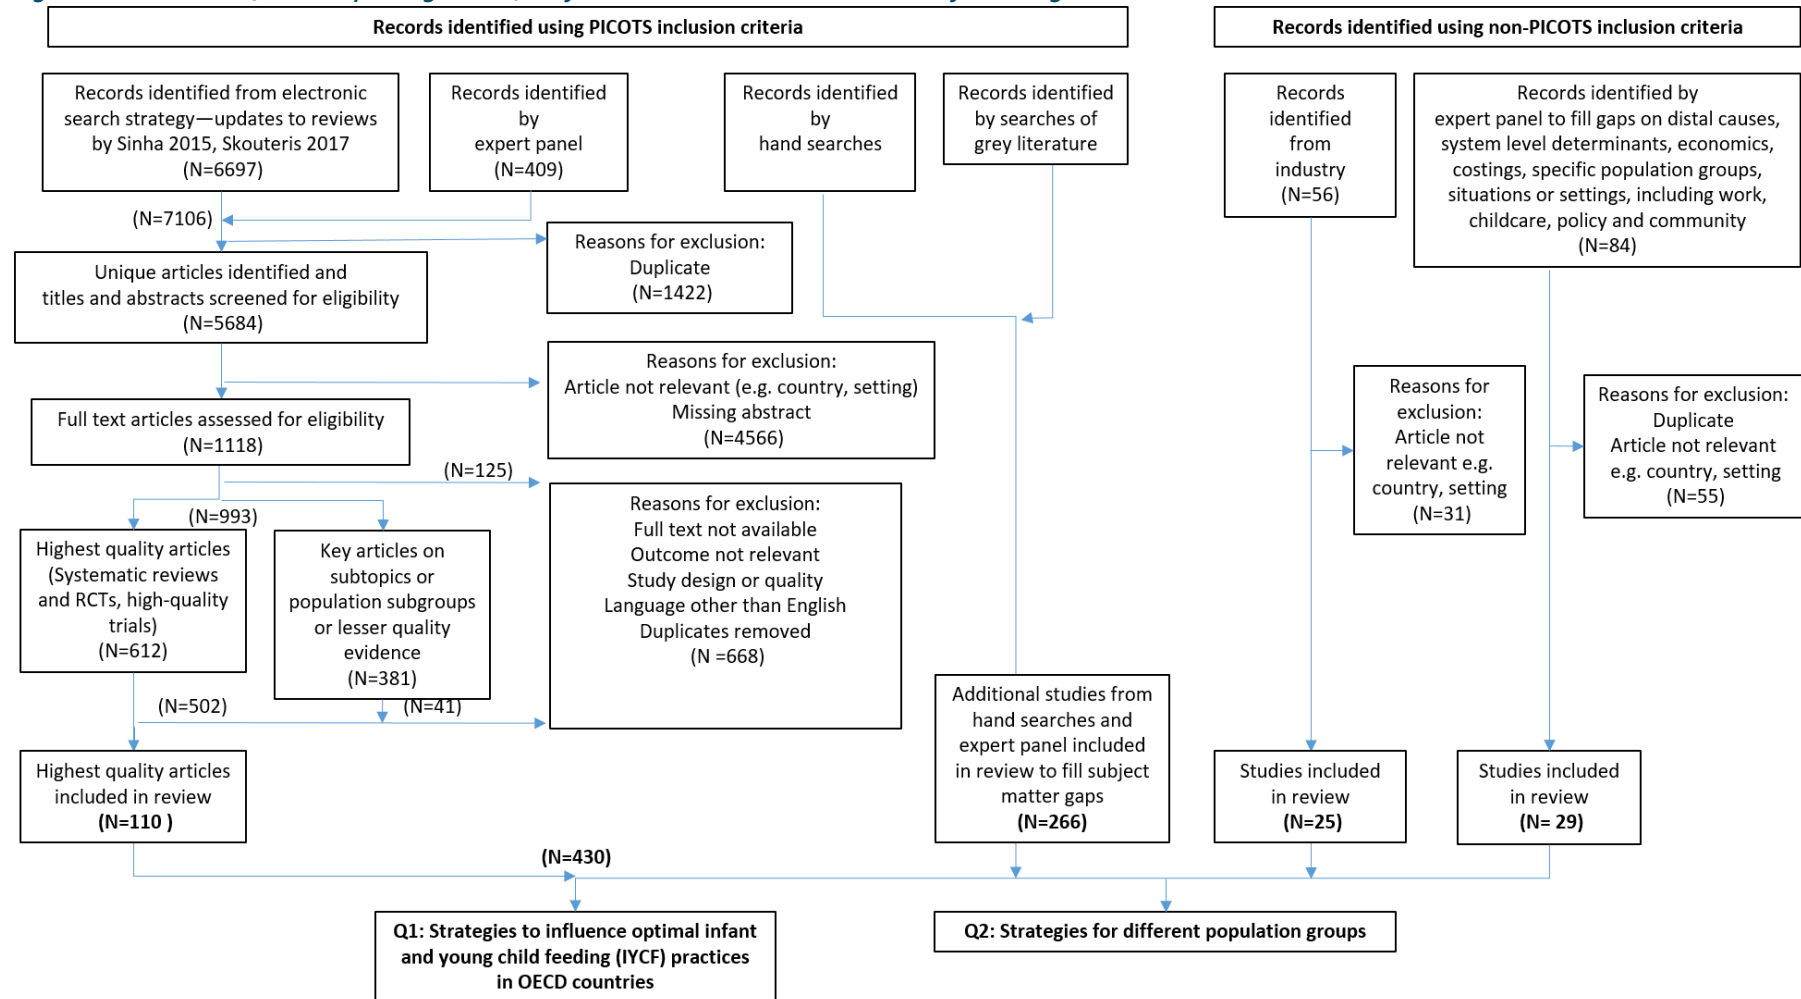 Records identified using PICOTS inclusion criteria
Records identified using non-PICOTS inclusion criteria
Records identified from electronic
search strategy—updates to reviews
by Sinha 2015, Skouteris 2017
(N=6697)
Records identified
by
expert panel
(N=409)
Records identified
by
hand searches
Records identified
by searches of
grey literature
Records
identified
from
industry
(N=56)
Records identified by
expert panel to fill gaps on distal causes,
system level determinants, economics,
costings, specific population groups,
situations or settings, including work,
childcare, policy and community
(N=84)
(N=7106)
Reasons for exclusion:
Duplicate
(N=1422)
Unique articles identified and
titles and abstracts screened for eligibility
(N=5684)
Reasons for exclusion:
Article not relevant (e.g. country, setting)
Missing abstract
(N=4566)
Reasons for
exclusion:
Article not
relevant e.g.
country, setting
(N=31)
Reasons for exclusion:
Duplicate
Article not relevant
e.g. country, setting
(N=55)
Full text articles assessed for eligibility
(N=1118)
(N=125)
(N=993)
Reasons for exclusion:
Full text not available
Outcome not relevant
Study design or quality
Language other than English
Duplicates removed
(N =668)
Highest quality articles
(Systematic reviews
and RCTs, high-quality
trials)
(N=612)
Key articles on
subtopics or
population subgroups
or lesser quality
evidence
(N=381)
(N=502)
(N=41)
Additional studies from
hand searches and
expert panel included
in review to fill subject
matter gaps
(N=266)
Highest quality articles
included in review
(N=110 )
Studies included
in review
(N=25)
Studies included
in review
(N= 29)
(N=430)
Q1: Strategies to influence optimal infant
and young child feeding (IYCF) practices
in OECD countries
Q2: Strategies for different population groups